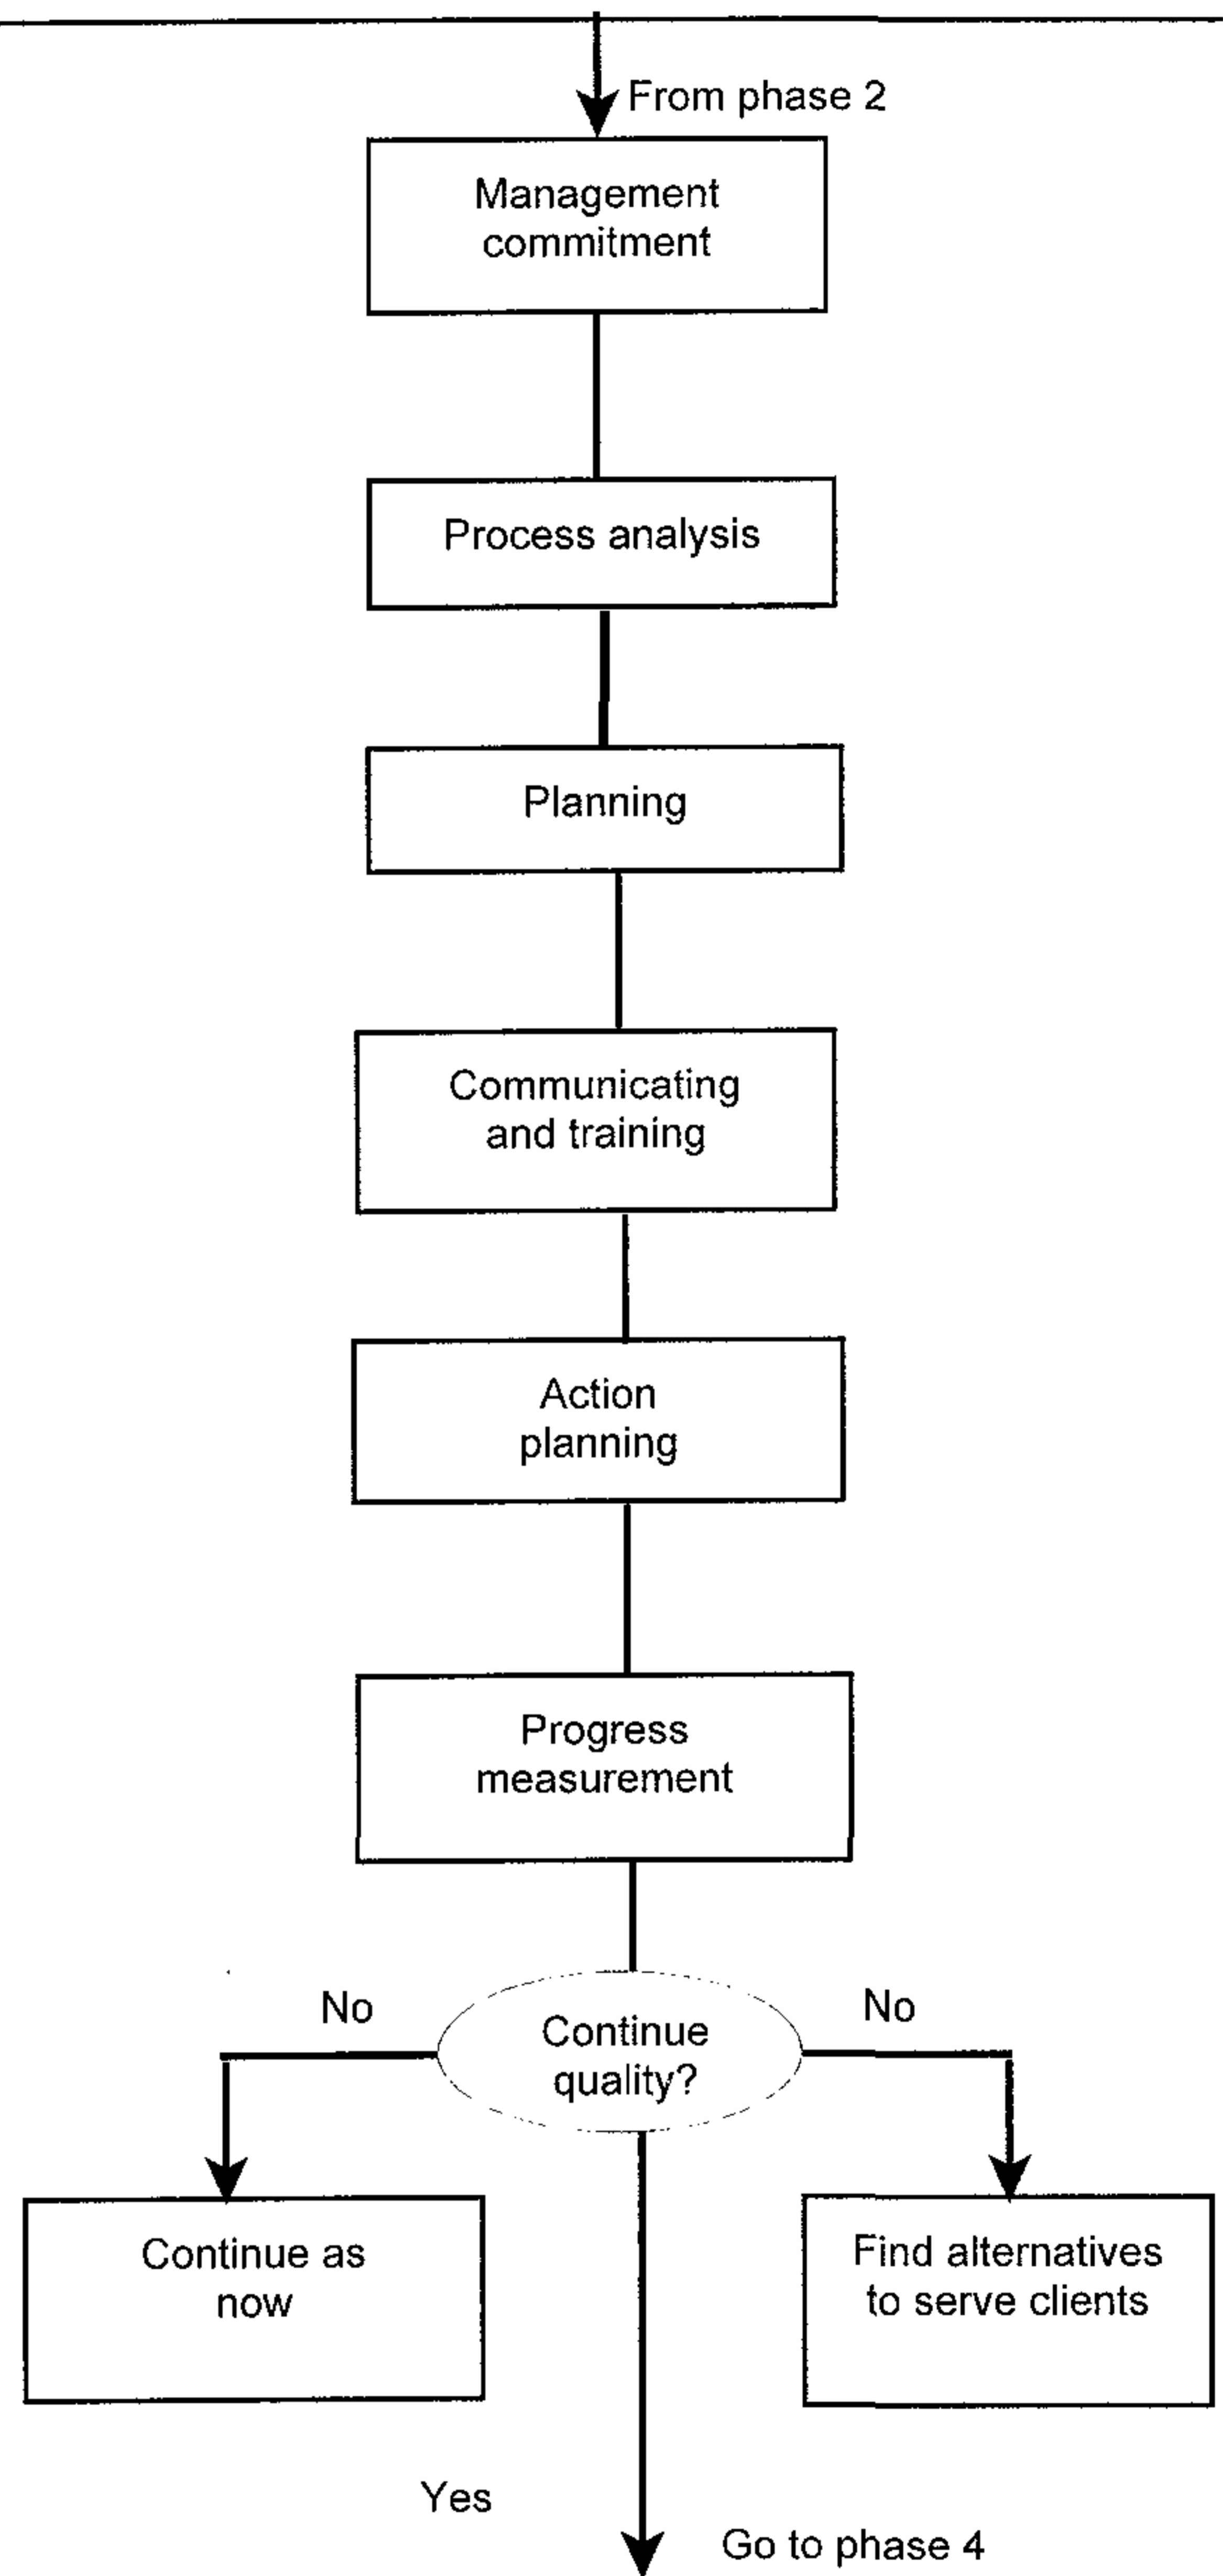 From phase 2
Management
commitment
Process analysis
Planning
Communicating
and training
Action
planning
Progress
measurement
No
No
Continue
quality?
Continue as
now
Find alternatives
to serve clients
Yes
Go to phase 4